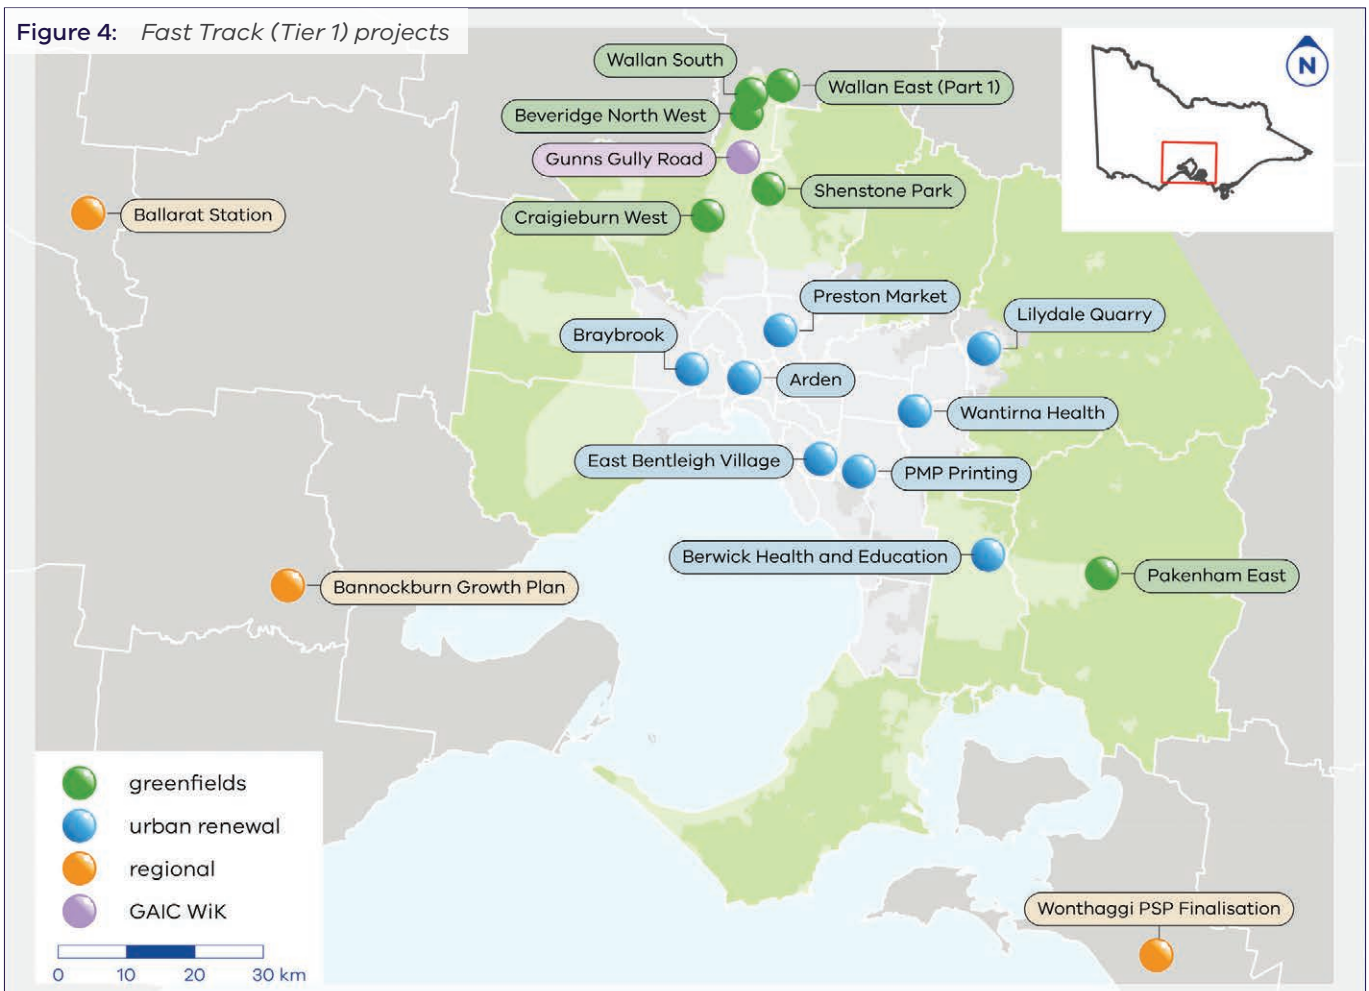 Figure 4: Fast Track (Tier 1) projects
N
Wallan South
Wallan East (Part 1)
Beveridge North West
Gunns Gully Road
Shenstone Park
Ballarat Station
Craigieburn West
Preston Market
Lilydale Quarry
Braybrook
Arden
Wantirna Health
East Bentleigh Village
PMP Printing
Berwick Health and Education
Pakenham East
Bannockburn Growth Plan
Wonthaggi PSP Finalisation
greenfields
urban renewal
regional
GAIC WiK
0 10 20 30 km